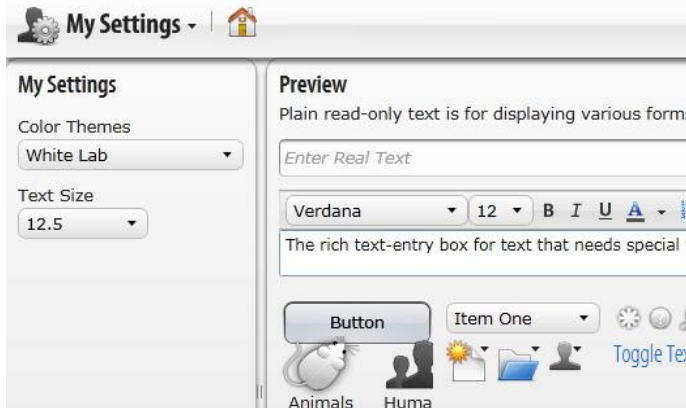 My Settings
My Settings
Color Themes
White Lab
Text Size
12.5
Preview
Plain read-only text is for displaying various form
Enter Real Text
Verdana 12 B I U A
The rich text-entry box for text that needs special
Button
Item One
Toggle Te
Animals
Huma